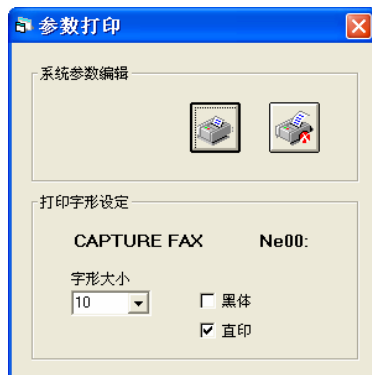 参数打印
系统参数编辑
打印字形设定
CAPTURE FAX Ne00:
字形大小
10
黑体
直印